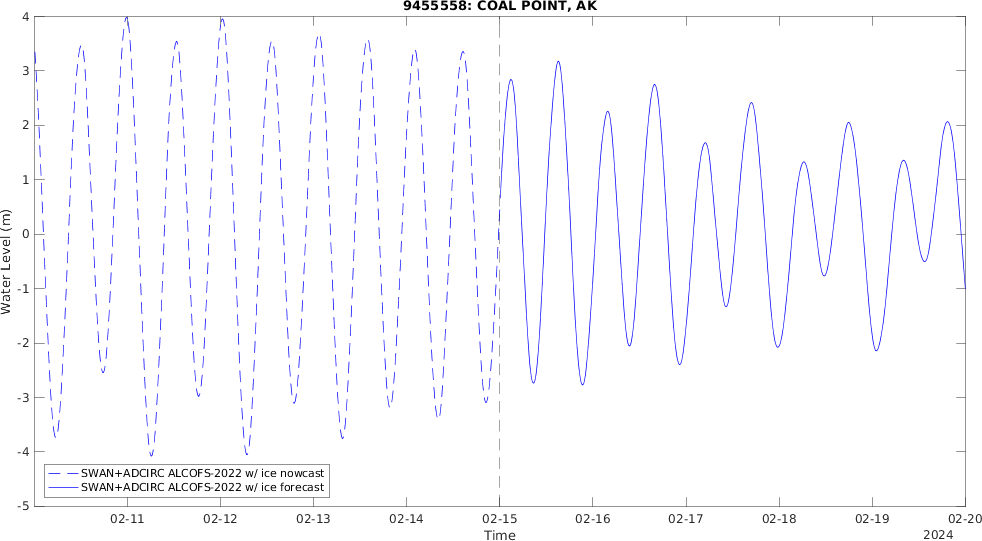 9455558: COAL POINT, AK
4
3
2
1
0
-1
-2
-3
-4
-5
Water Level (m)
SWAN+ADCIRC ALCOFS-2022 w/ ice nowcast
SWAN+ADCIRC ALCOFS-2022 w/ ice forecast
02-11 02-12 02-13 02-14 02-15 02-16 02-17 02-18 02-19 02-20
Time
2024